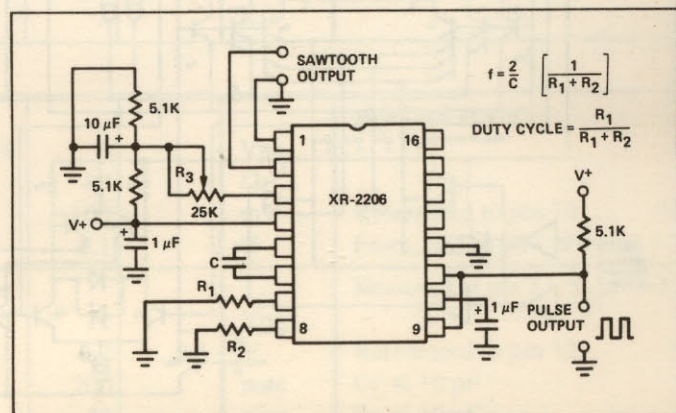 SAWTOOTH
OUTPUT
f = 2/C [1/(R1 + R2)]
DUTY CYCLE = R1/(R1 + R2)
5.1K
10 μF +
R3
5.1K
25K
V+
+
1 μF
C
R1
R2
1
16
XR-2206
8
9
V+
5.1K
+
1 μF
PULSE
OUTPUT